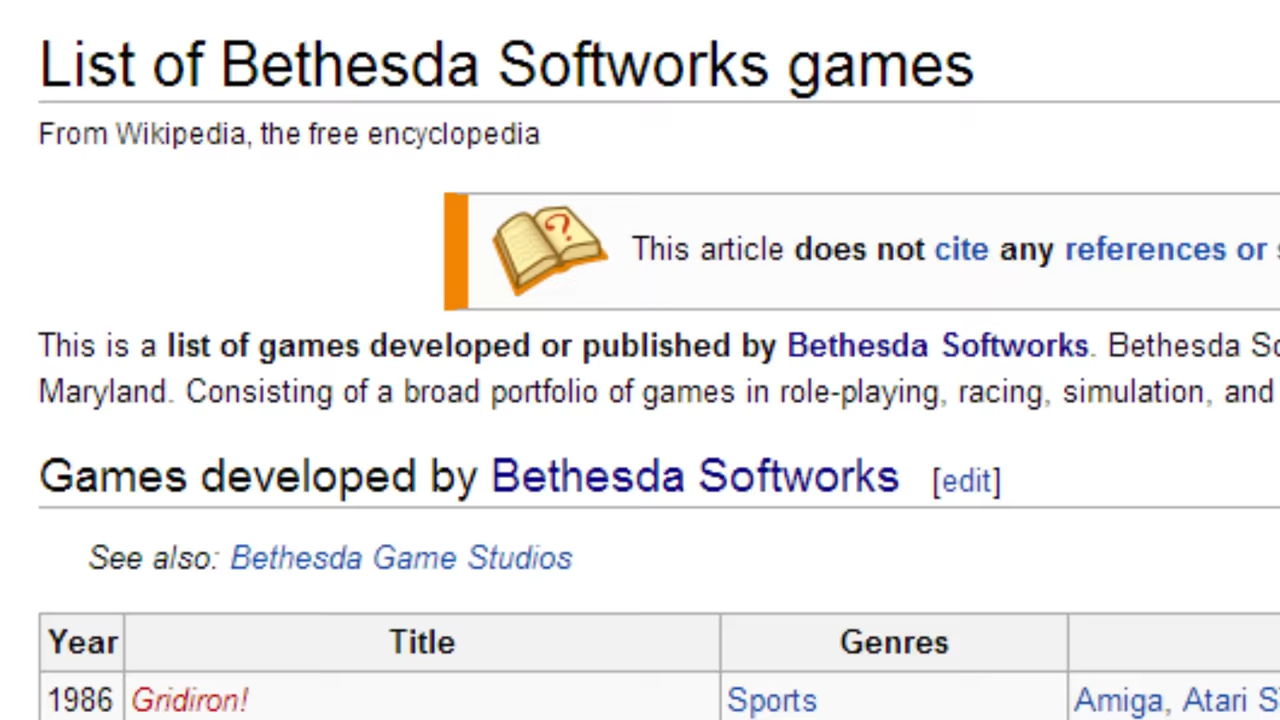 List of Bethesda Softworks games
From Wikipedia, the free encyclopedia
This article does not cite any references or
This is a list of games developed or published by Bethesda Softworks. Bethesda
Maryland. Consisting of a broad portfolio of games in role-playing, racing, simulation, and
Games developed by Bethesda Softworks [edit]
See also: Bethesda Game Studios
Year Title Genres
1986 Gridiron! Sports Amiga, Atari